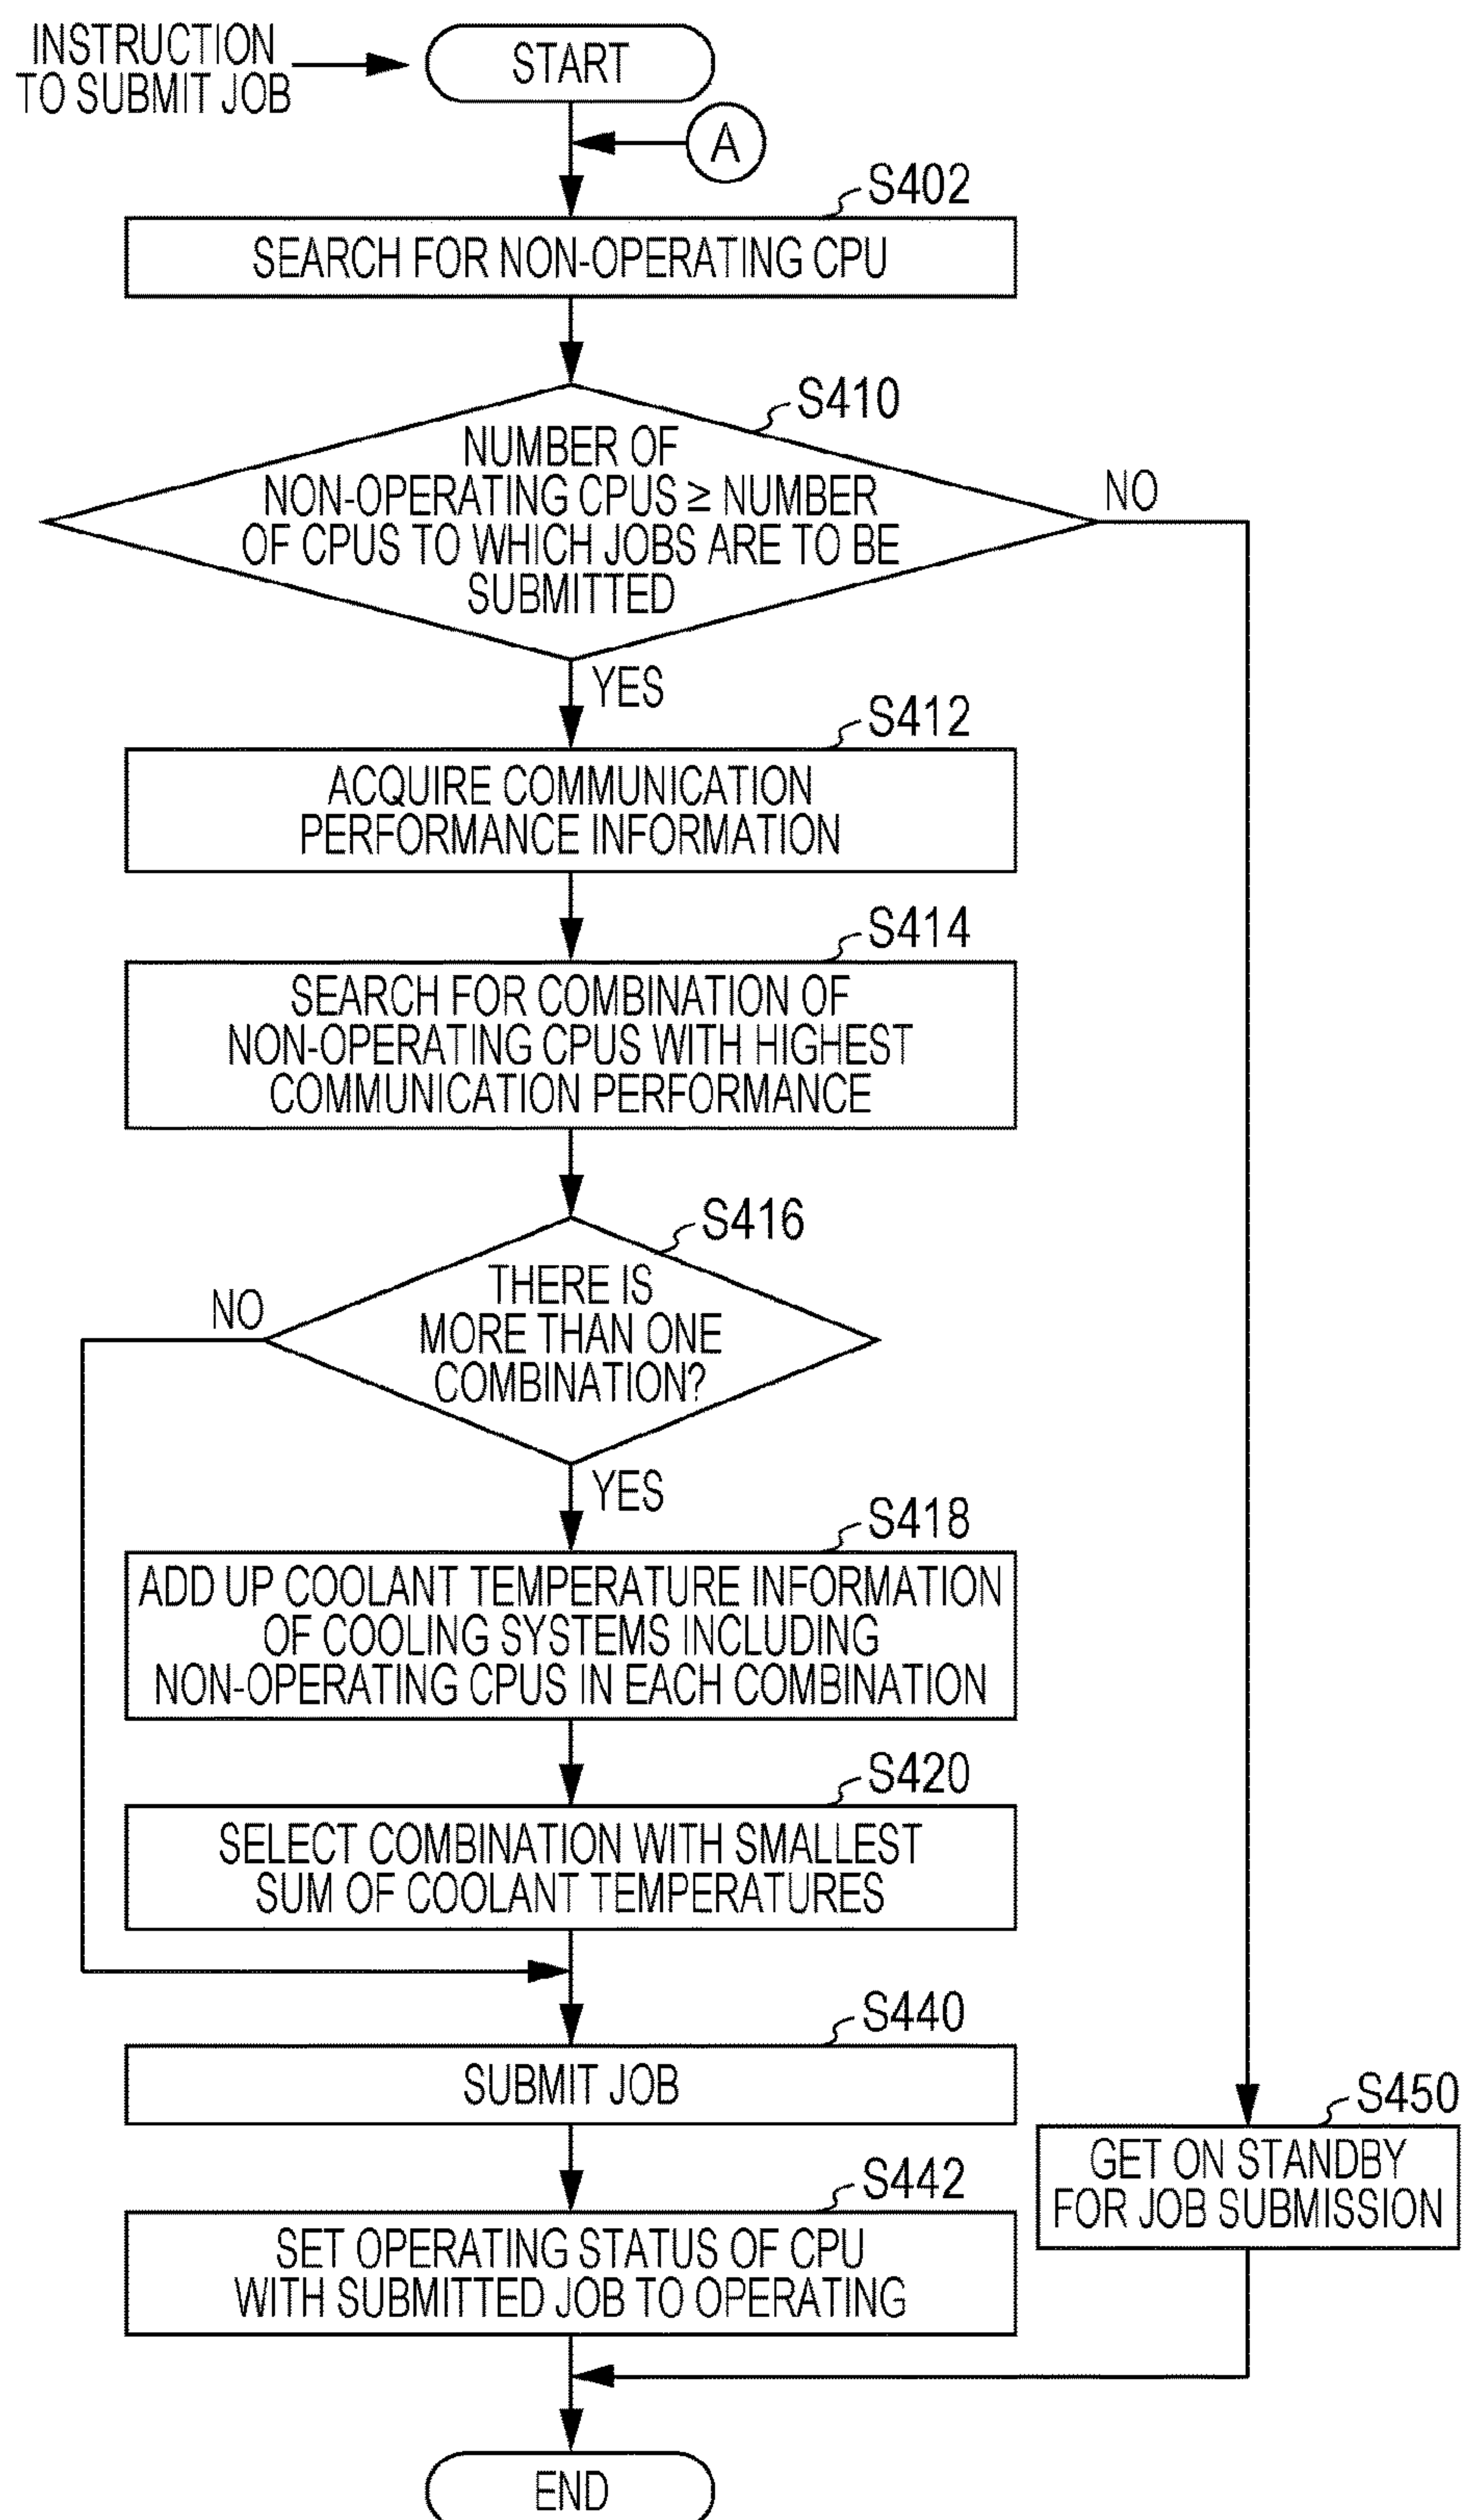 INSTRUCTION
TO SUBMIT JOB
START
A
S402
SEARCH FOR NON-OPERATING CPU
S410
NUMBER OF
NON-OPERATING CPUS ≥ NUMBER
OF CPUS TO WHICH JOBS ARE TO BE
SUBMITTED
NO
YES
S412
ACQUIRE COMMUNICATION
PERFORMANCE INFORMATION
S414
SEARCH FOR COMBINATION OF
NON-OPERATING CPUS WITH HIGHEST
COMMUNICATION PERFORMANCE
S416
THERE IS
MORE THAN ONE
COMBINATION?
NO
YES
S418
ADD UP COOLANT TEMPERATURE INFORMATION
OF COOLING SYSTEMS INCLUDING
NON-OPERATING CPUS IN EACH COMBINATION
S420
SELECT COMBINATION WITH SMALLEST
SUM OF COOLANT TEMPERATURES
S440
SUBMIT JOB
S450
GET ON STANDBY
FOR JOB SUBMISSION
S442
SET OPERATING STATUS OF CPU
WITH SUBMITTED JOB TO OPERATING
END